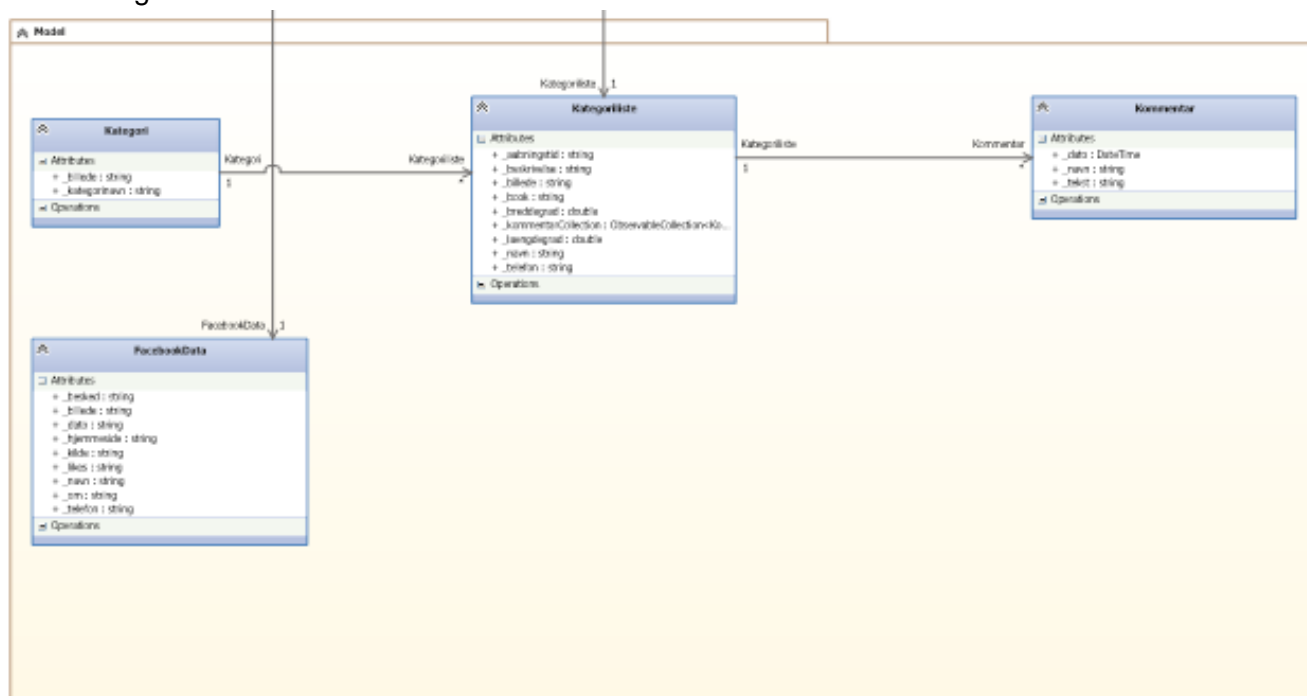 Model
Kategoriliste 1
Kategoriliste
Attributes
+ _aabningstid : string
+ _beskrivelse : string
+ _billede : string
+ _book : string
+ _breddegrad : double
+ _kommentarCollection : ObservableCollection<Ko...
+ _laengdegrad : double
+ _navn : string
+ _telefon : string
Operations
Kategori
Attributes
+ _billede : string
+ _kategorinavn : string
Operations
Kategori
1
Kategoriliste
*
Kategoriliste
1
Kommentar
*
Kommentar
Attributes
+ _dato : DateTime
+ _navn : string
+ _tekst : string
Operations
FacebookData 1
FacebookData
Attributes
+ _besked : string
+ _billede : string
+ _dato : string
+ _hjemmeside : string
+ _kilde : string
+ _likes : string
+ _navn : string
+ _om : string
+ _telefon : string
Operations